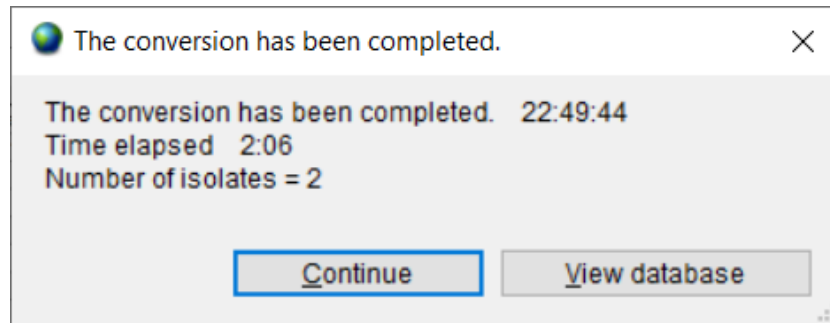 The conversion has been completed.
The conversion has been completed. 22:49:44
Time elapsed 2:06
Number of isolates = 2
Continue
View database